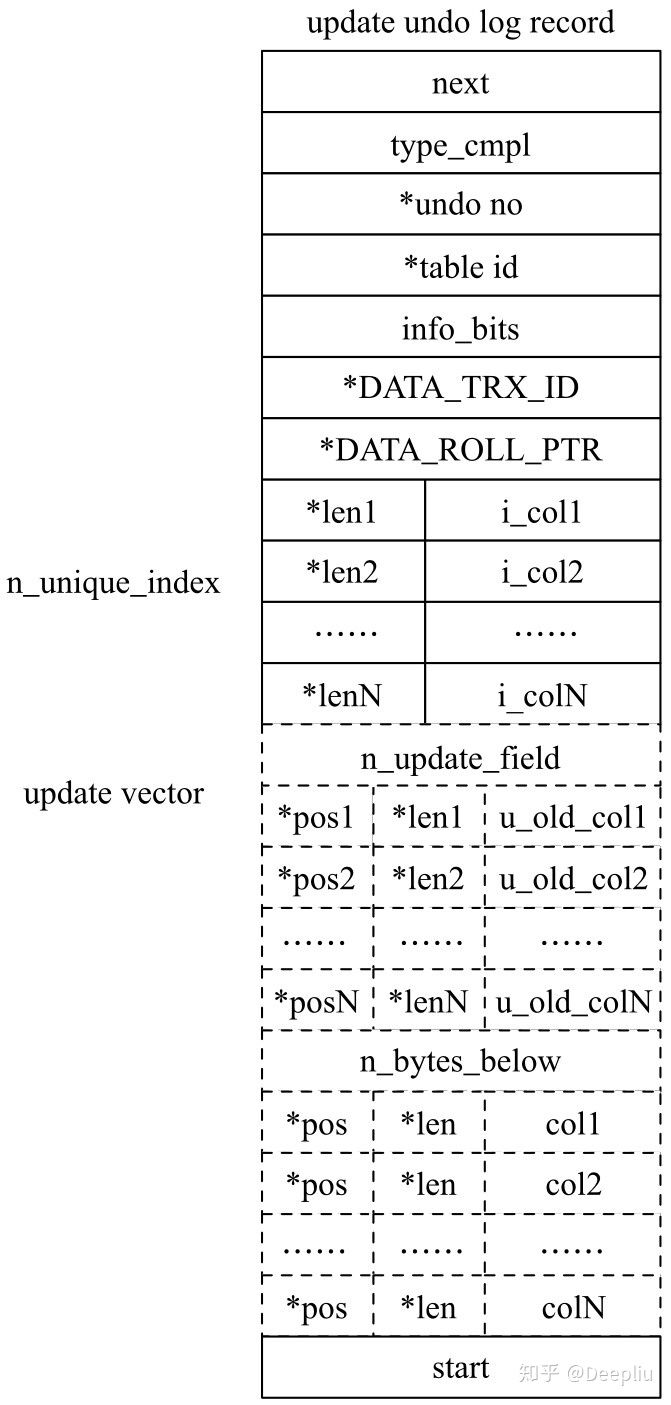 update undo log record
next
type_cmpl
*undo no
*table id
info_bits
*DATA_TRX_ID
*DATA_ROLL_PTR
*len1 i_col1
n_unique_index
*len2 i_col2
...... ......
*lenN i_colN
n_update_field
update vector
*pos1 *len1 u_old_col1
*pos2 *len2 u_old_col2
...... ...... ......
*posN *lenN u_old_colN
n_bytes_below
*pos *len col1
*pos *len col2
...... ...... ......
*pos *len colN
start
知乎 @Deepliu